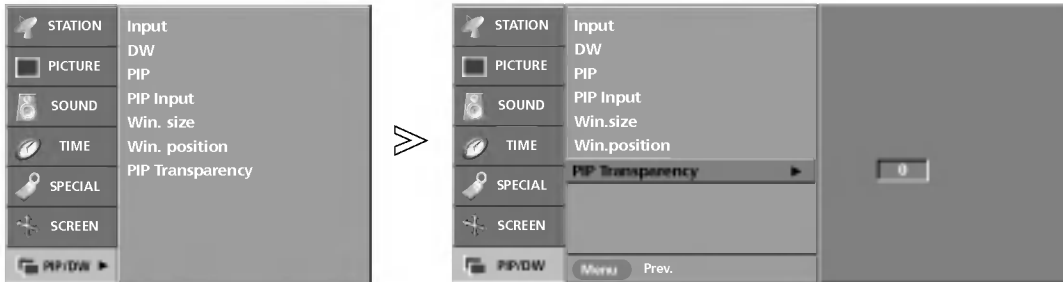 STATION
PICTURE
SOUND
TIME
SPECIAL
SCREEN
PIP/DW
Input
DW
PIP
PIP Input
Win. size
Win. position
PIP Transparency
STATION
PICTURE
SOUND
TIME
SPECIAL
SCREEN
PIP/DW
Input
DW
PIP
PIP Input
Win.size
Win.position
PIP Transparency
Menu Prev.
0